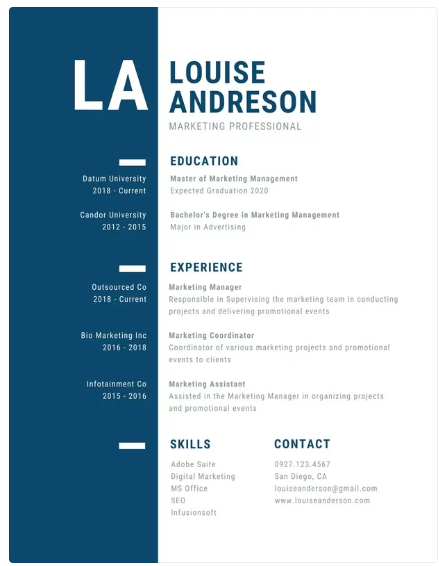 LA
LOUISE
ANDRESON
MARKETING PROFESSIONAL
EDUCATION
Datum University
2018 - Current
Master of Marketing Management
Expected Graduation 2020
Candor University
2012 - 2015
Bachelor's Degree in Marketing Management
Major in Advertising
EXPERIENCE
Outsourced Co
2018 - Current
Marketing Manager
Responsible in Supervising the marketing team in conducting
projects and delivering promotional events
Bio Marketing Inc
2016 - 2018
Marketing Coordinator
Coordinator of various marketing projects and promotional
events to clients
Infotainment Co
2015 - 2016
Marketing Assistant
Assisted in the Marketing Manager in organizing projects
and promotional events
SKILLS
Adobe Suite
Digital Marketing
MS Office
SEO
Infusionsoft
CONTACT
0927.123.4567
San Diego, CA
louiseanderson@gmail.com
www.louiseanderson.com